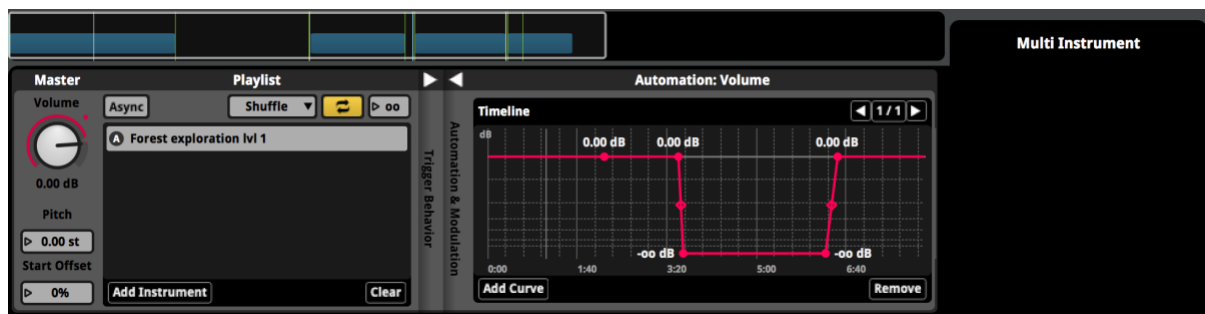 Multi Instrument
Master
Playlist
Automation: Volume
Volume
0.00 dB
Pitch
0.00 st
Start Offset
0%
Async
Shuffle
oo
A Forest exploration lvl 1
Add Instrument
Clear
Trigger Behavior
Automation & Modulation
Timeline
1/1
dB
0.00 dB
0.00 dB
0.00 dB
-oo dB
-oo dB
0:00
1:40
3:20
5:00
6:40
Add Curve
Remove